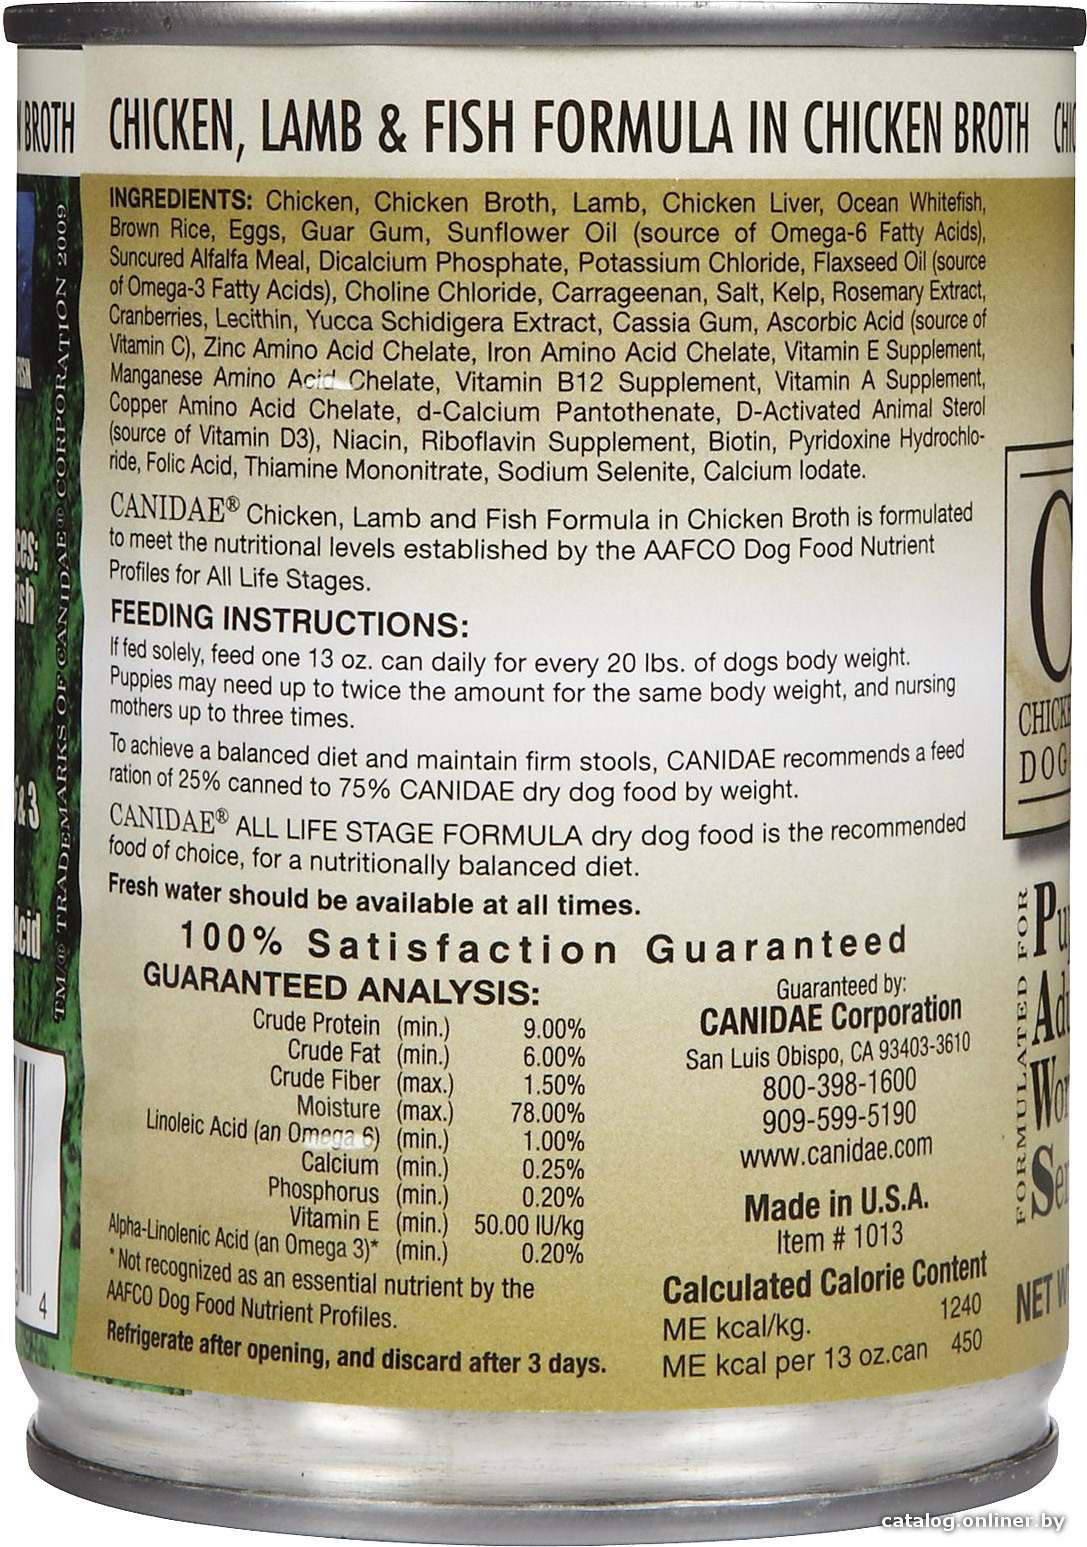 BROTH
CHICKEN, LAMB & FISH FORMULA IN CHICKEN BROTH
INGREDIENTS: Chicken, Chicken Broth, Lamb, Chicken Liver, Ocean Whitefish,
Brown Rice, Eggs, Guar Gum, Sunflower Oil (source of Omega-6 Fatty Acids),
Suncured Alfalfa Meal, Dicalcium Phosphate, Potassium Chloride, Flaxseed Oil (source
of Omega-3 Fatty Acids), Choline Chloride, Carrageenan, Salt, Kelp, Rosemary Extract,
Cranberries, Lecithin, Yucca Schidigera Extract, Cassia Gum, Ascorbic Acid (source of
Vitamin C), Zinc Amino Acid Chelate, Iron Amino Acid Chelate, Vitamin E Supplement,
Manganese Amino Acid Chelate, Vitamin B12 Supplement, Vitamin A Supplement,
Copper Amino Acid Chelate, d-Calcium Pantothenate, D-Activated Animal Sterol
(source of Vitamin D3), Niacin, Riboflavin Supplement, Biotin, Pyridoxine Hydrochlo-
ride, Folic Acid, Thiamine Mononitrate, Sodium Selenite, Calcium Iodate.
CANIDAE® Chicken, Lamb and Fish Formula in Chicken Broth is formulated
to meet the nutritional levels established by the AAFCO Dog Food Nutrient
Profiles for All Life Stages.
FEEDING INSTRUCTIONS:
If fed solely, feed one 13 oz. can daily for every 20 lbs. of dogs body weight.
Puppies may need up to twice the amount for the same body weight, and nursing
mothers up to three times.
To achieve a balanced diet and maintain firm stools, CANIDAE recommends a feed
ration of 25% canned to 75% CANIDAE dry dog food by weight.
CANIDAE® ALL LIFE STAGE FORMULA dry dog food is the recommended
food of choice, for a nutritionally balanced diet.
Fresh water should be available at all times.
100% Satisfaction Guaranteed
GUARANTEED ANALYSIS:
Crude Protein (min.) 9.00%
Crude Fat (min.) 6.00%
Crude Fiber (max.) 1.50%
Moisture (max.) 78.00%
Linoleic Acid (an Omega 6) (min.) 1.00%
Calcium (min.) 0.25%
Phosphorus (min.) 0.20%
Vitamin E (min.) 50.00 IU/kg
Alpha-Linolenic Acid (an Omega 3)* (min.) 0.20%
*Not recognized as an essential nutrient by the
AAFCO Dog Food Nutrient Profiles.
Refrigerate after opening, and discard after 3 days.
Guaranteed by:
CANIDAE Corporation
San Luis Obispo, CA 93403-3610
800-398-1600
909-599-5190
www.canidae.com
Made in U.S.A.
Item # 1013
Calculated Calorie Content
ME kcal/kg. 1240
ME kcal per 13 oz.can 450
TM/® TRADEMARKS OF CANIDAE® CORPORATION 2009
& 3
4
DOG
FORMULATED FOR
NET
catalog.onliner.by